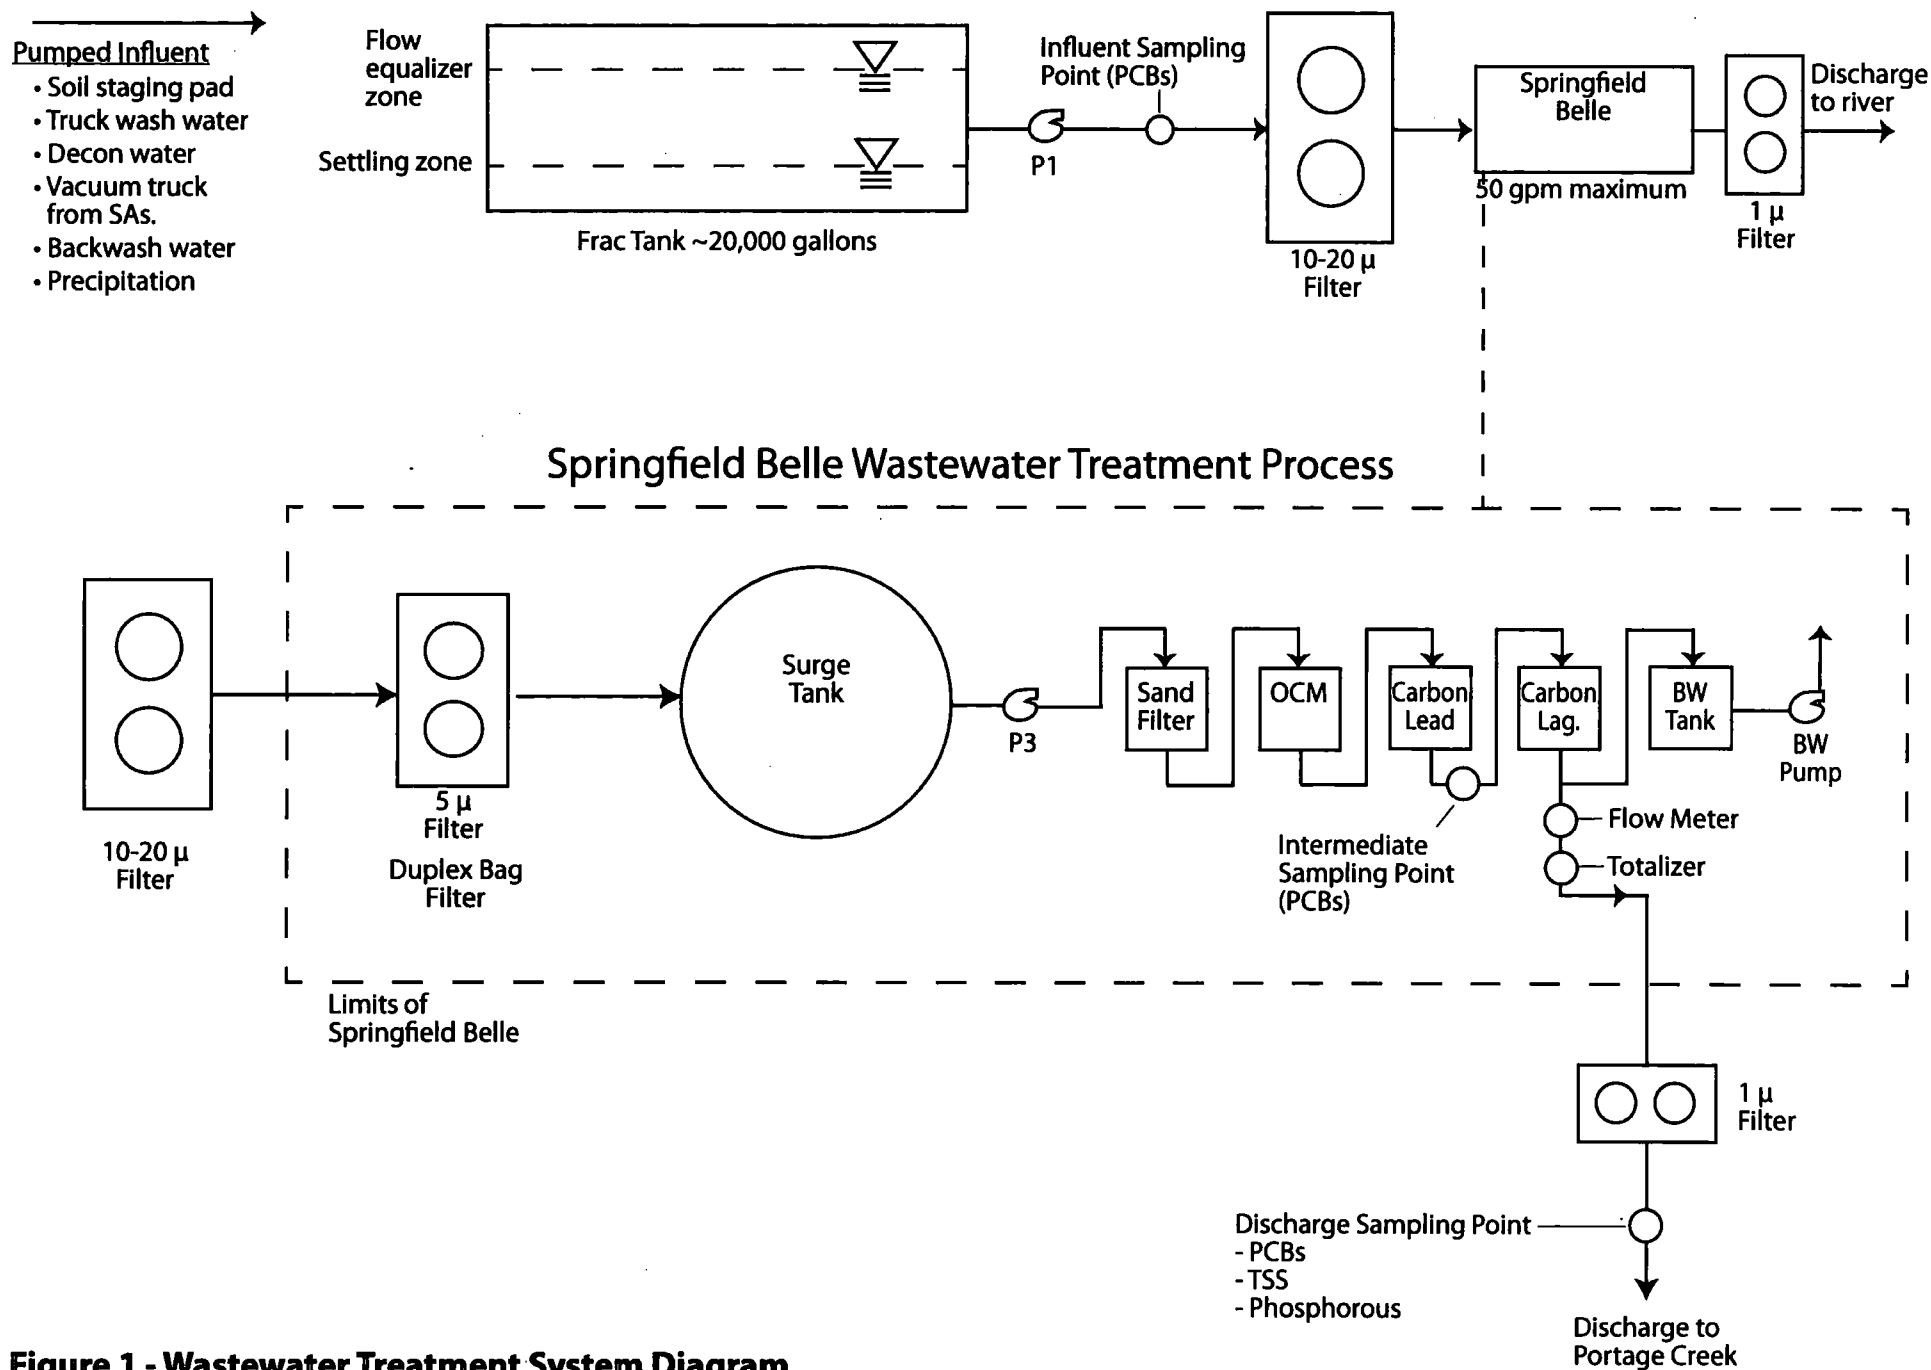 Pumped Influent
• Soil staging pad
• Truck wash water
• Decon water
• Vacuum truck
from SAs.
• Backwash water
• Precipitation
Flow
equalizer
zone
Settling zone
Frac Tank ~20,000 gallons
P1
Influent Sampling
Point (PCBs)
10-20 µ
Filter
Springfield
Belle
50 gpm maximum
1 µ
Filter
Discharge
to river
Springfield Belle Wastewater Treatment Process
10-20 µ
Filter
5 µ
Filter
Duplex Bag
Filter
Surge
Tank
P3
Sand
Filter
OCM
Carbon
Lead
Carbon
Lag.
BW
Tank
BW
Pump
Intermediate
Sampling Point
(PCBs)
Flow Meter
Totalizer
Limits of
Springfield Belle
1 µ
Filter
Discharge Sampling Point
- PCBs
- TSS
- Phosphorous
Discharge to
Portage Creek
Figure 1 - Wastewater Treatment System Diagram